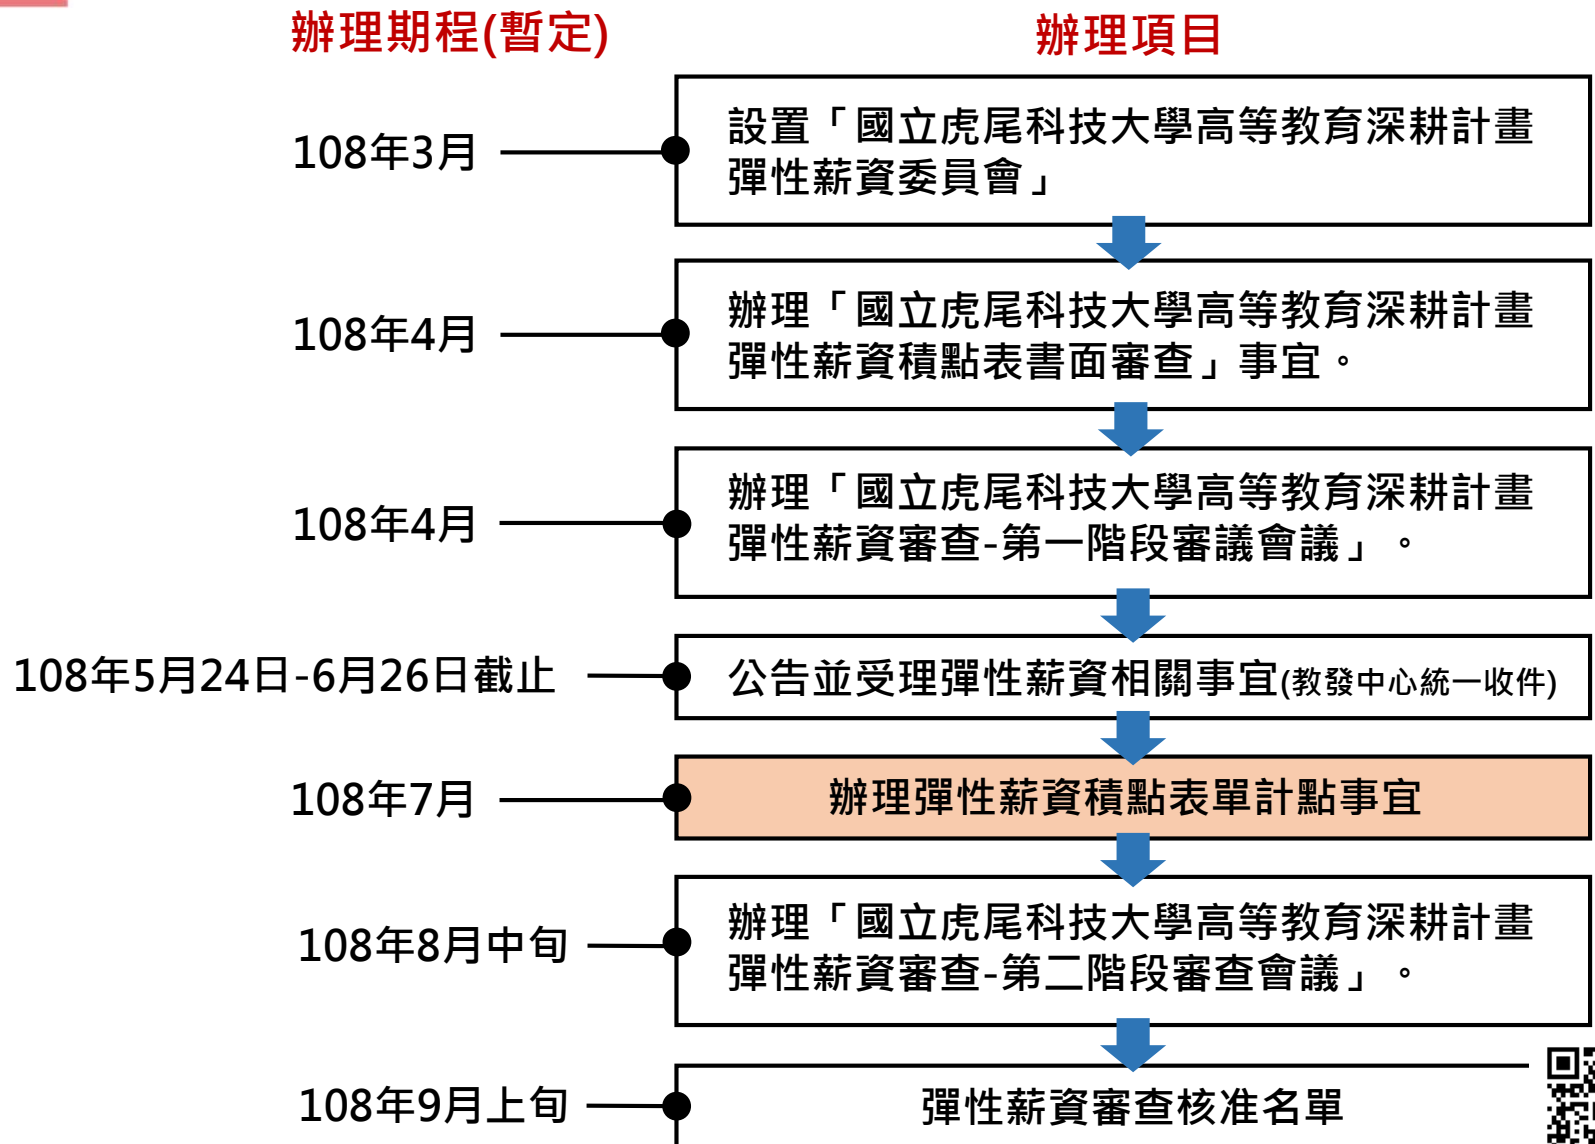 辦理期程(暫定)
辦理項目
108年3月
設置「國立虎尾科技大學高等教育深耕計畫
彈性薪資委員會」
108年4月
辦理「國立虎尾科技大學高等教育深耕計畫
彈性薪資積點表書面審查」事宜。
108年4月
辦理「國立虎尾科技大學高等教育深耕計畫
彈性薪資審查-第一階段審議會議」。
108年5月24日-6月26日截止
公告並受理彈性薪資相關事宜(教發中心統一收件)
108年7月
辦理彈性薪資積點表單計點事宜
108年8月中旬
辦理「國立虎尾科技大學高等教育深耕計畫
彈性薪資審查-第二階段審查會議」。
108年9月上旬
彈性薪資審查核准名單